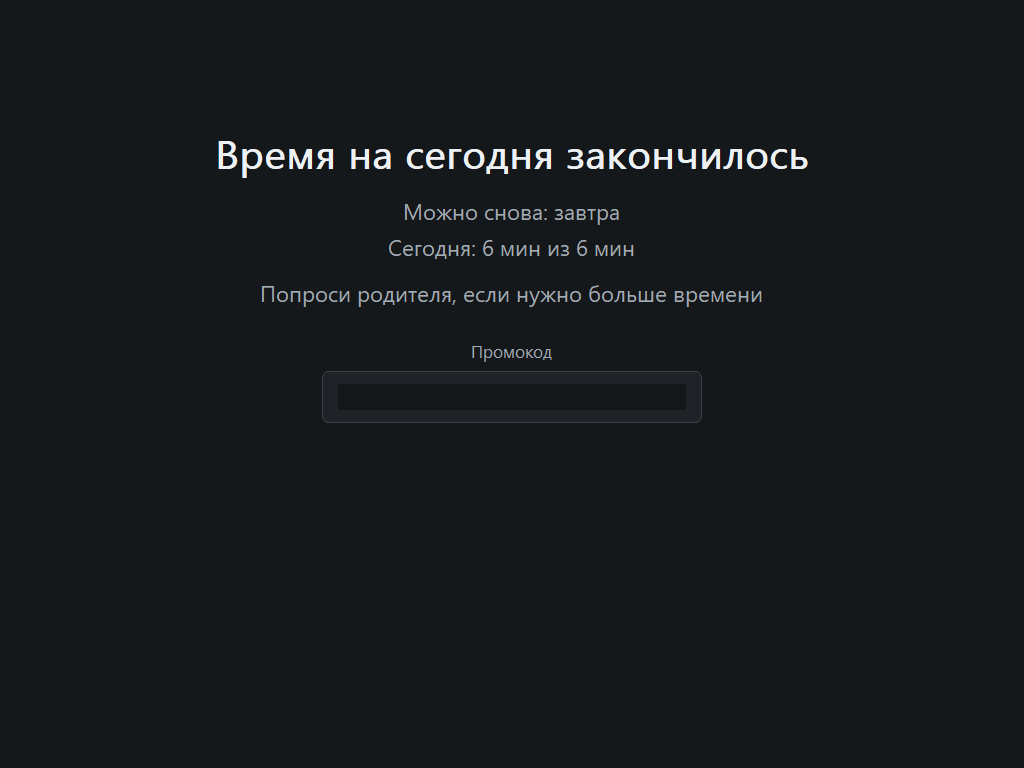 Время на сегодня закончилось
Можно снова: завтра
Сегодня: 6 мин из 6 мин
Попроси родителя, если нужно больше времени
Промокод